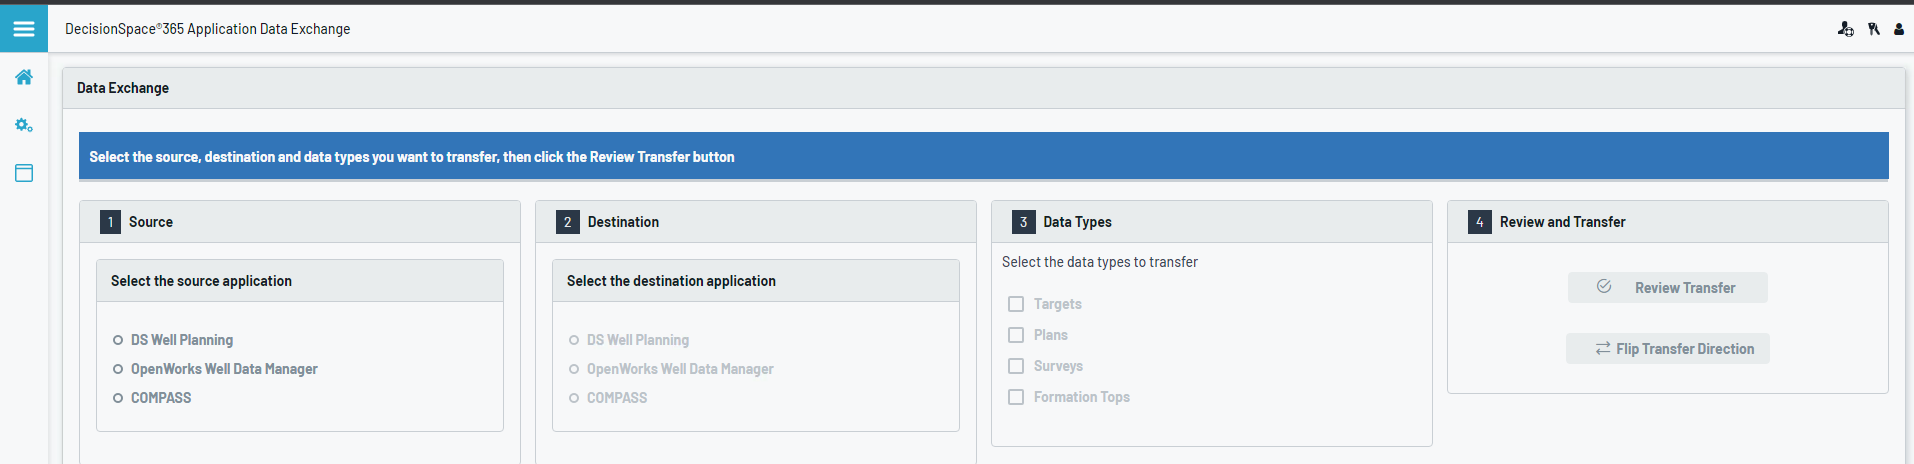 DecisionSpace®365 Application Data Exchange
Data Exchange
Select the source, destination and data types you want to transfer, then click the Review Transfer button
1 Source
Select the source application
DS Well Planning
OpenWorks Well Data Manager
COMPASS
2 Destination
Select the destination application
DS Well Planning
OpenWorks Well Data Manager
COMPASS
3 Data Types
Select the data types to transfer
Targets
Plans
Surveys
Formation Tops
4 Review and Transfer
Review Transfer
Flip Transfer Direction